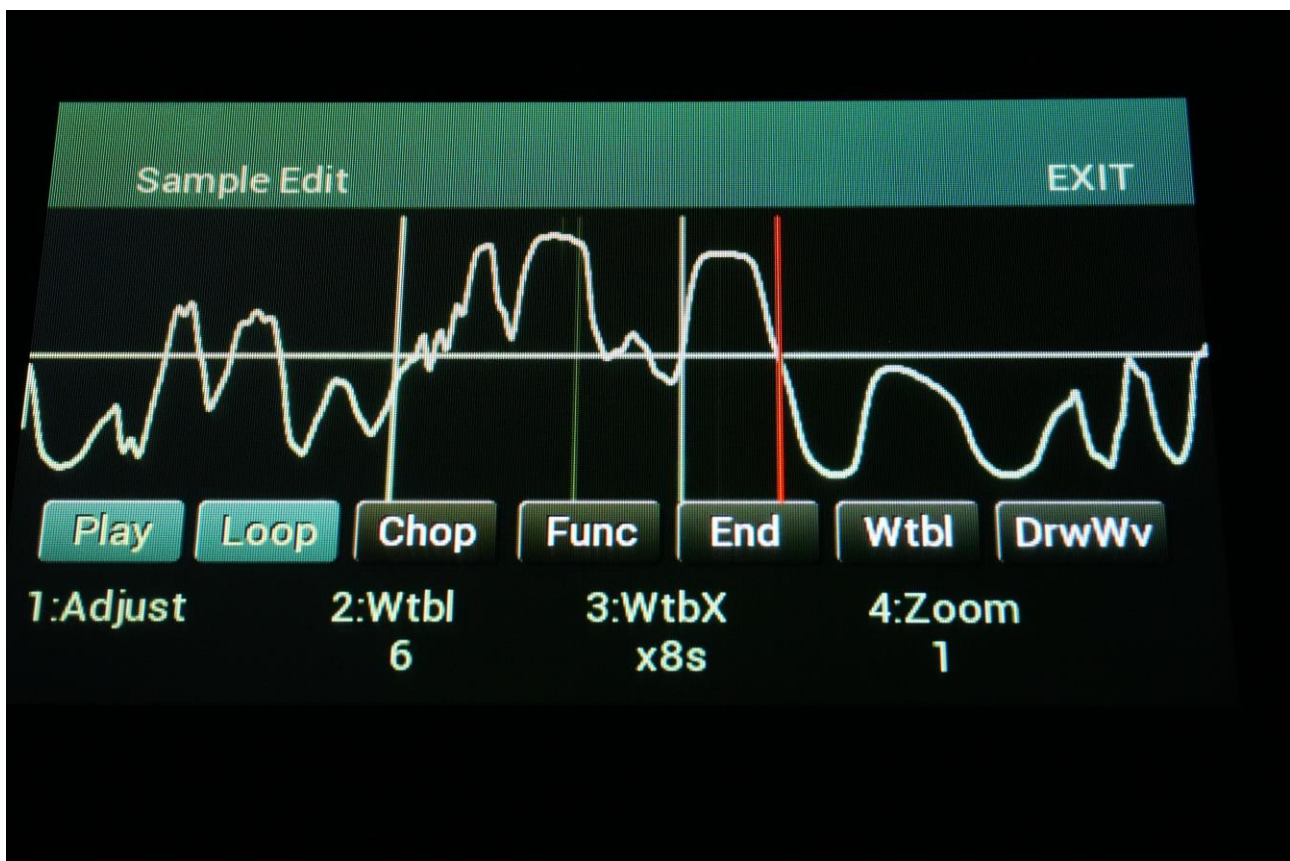 Sample Edit EXIT
Play Loop Chop Func End Wtbl DrwWv
1:Adjust 2:Wtbl 3:WtbX 4:Zoom
6 x8s 1